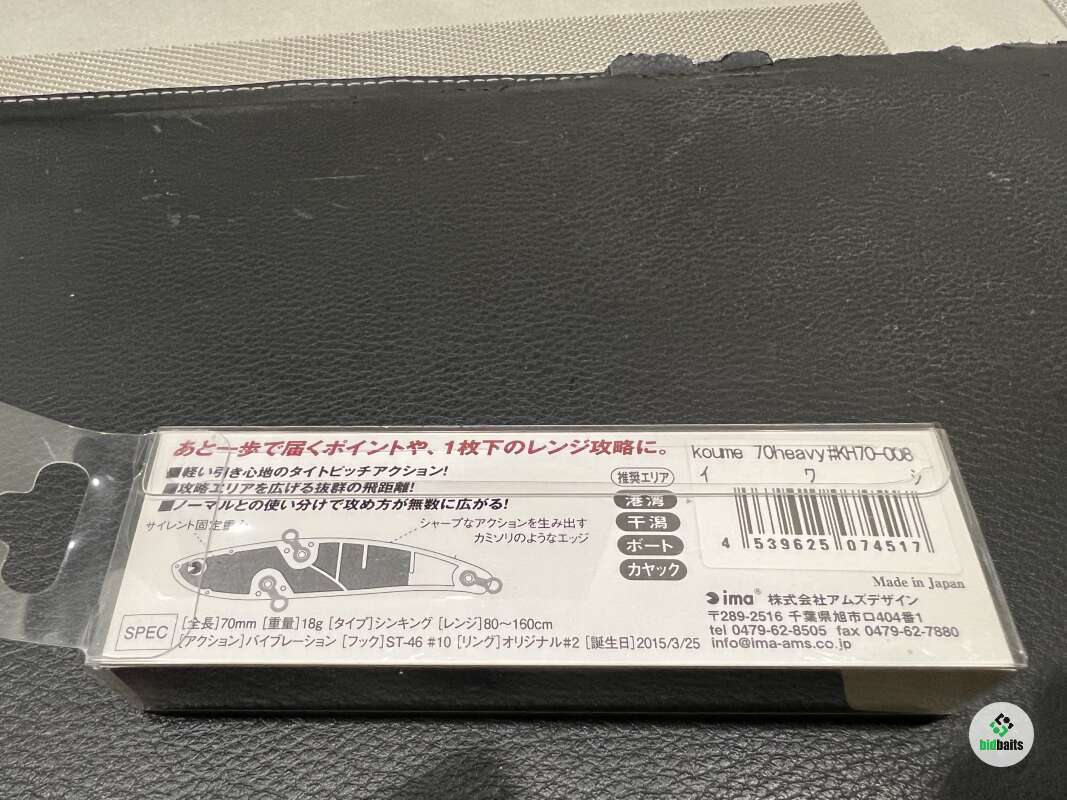 あと一歩で届くポイントや、1枚下のレンジ攻略に。
■軽い引き心地のタイトピッチアクション!
■攻略エリアを広げる抜群の飛距離!
■ノーマルとの使い分けで攻め方が無数に広がる!
サイレント固定重心
シャープなアクションを生み出す
カミソリのようなエッジ
推奨エリア
港湾
干潟
ボート
カヤック
koume 70heavy#KH70-008
イワシ
4 539625 074517
Made in Japan
ima® 株式会社アムズデザイン
〒289-2516 千葉県旭市ロ404番1
tel 0479-62-8505 fax 0479-62-7880
info@ima-ams.co.jp
SPEC
[全長]70mm [重量]18g [タイプ]シンキング [レンジ]80〜160cm
[アクション]バイブレーション [フック]ST-46 #10 [リング]オリジナル#2 [誕生日]2015/3/25
bidbaits